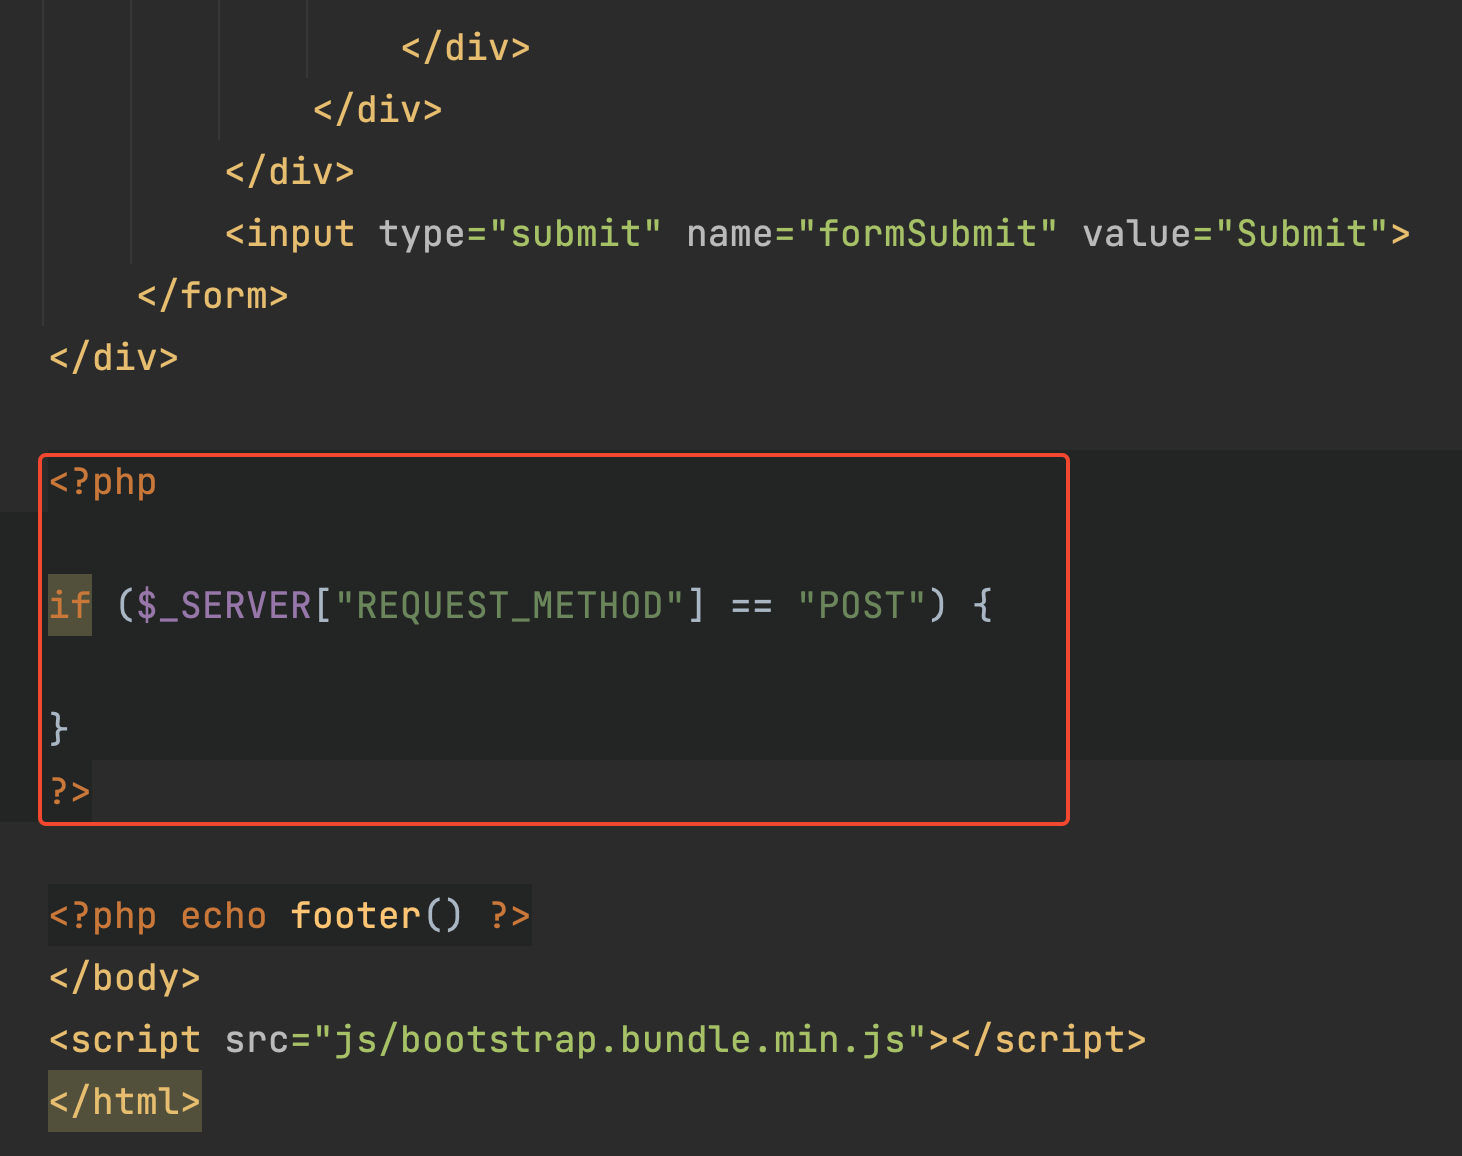 </div>
</div>
</div>
<input type="submit" name="formSubmit" value="Submit">
</form>
</div>
<?php
if ($_SERVER["REQUEST_METHOD"] == "POST") {
}
?>
<?php echo footer() ?>
</body>
<script src="js/bootstrap.bundle.min.js"></script>
</html>